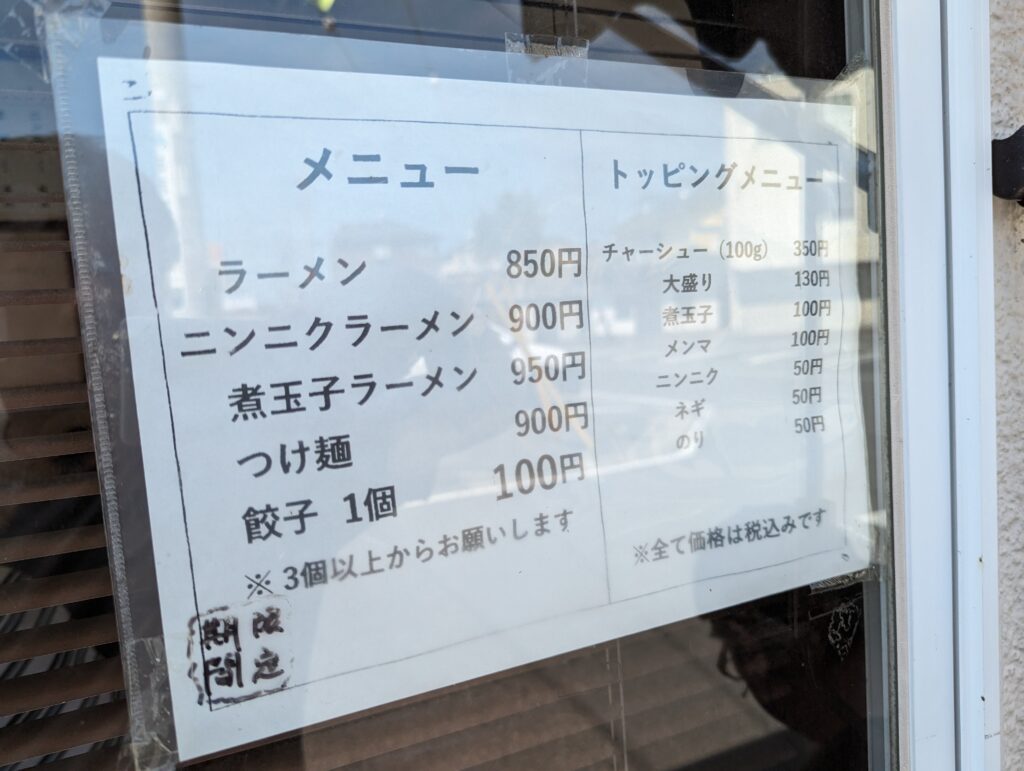 メニュー
ラーメン 850円
ニンニクラーメン 900円
煮玉子ラーメン 950円
つけ麺 900円
餃子 1個 100円
※ 3個以上からお願いします
期間
限定
トッピングメニュー
チャーシュー (100g) 350円
大盛り 130円
煮玉子 100円
メンマ 100円
ニンニク 50円
ネギ 50円
のり 50円
※全て価格は税込みです